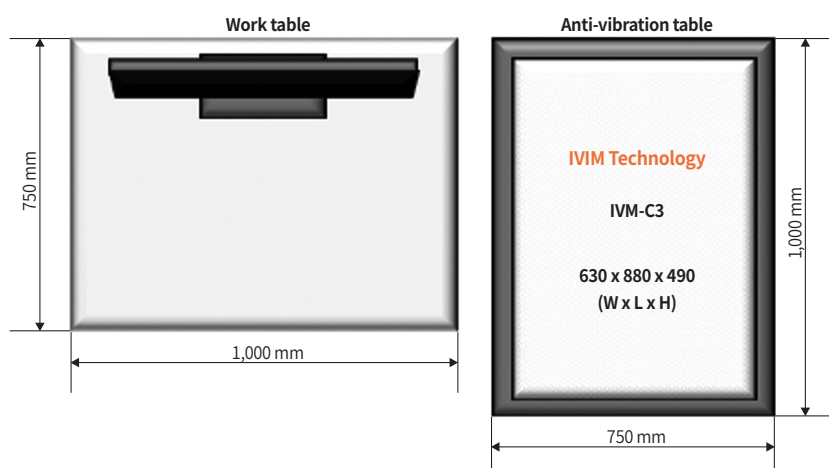 Work table
750 mm
1,000 mm
Anti-vibration table
IVIM Technology
IVM-C3
630 x 880 x 490
(W x L x H)
1,000 mm
750 mm